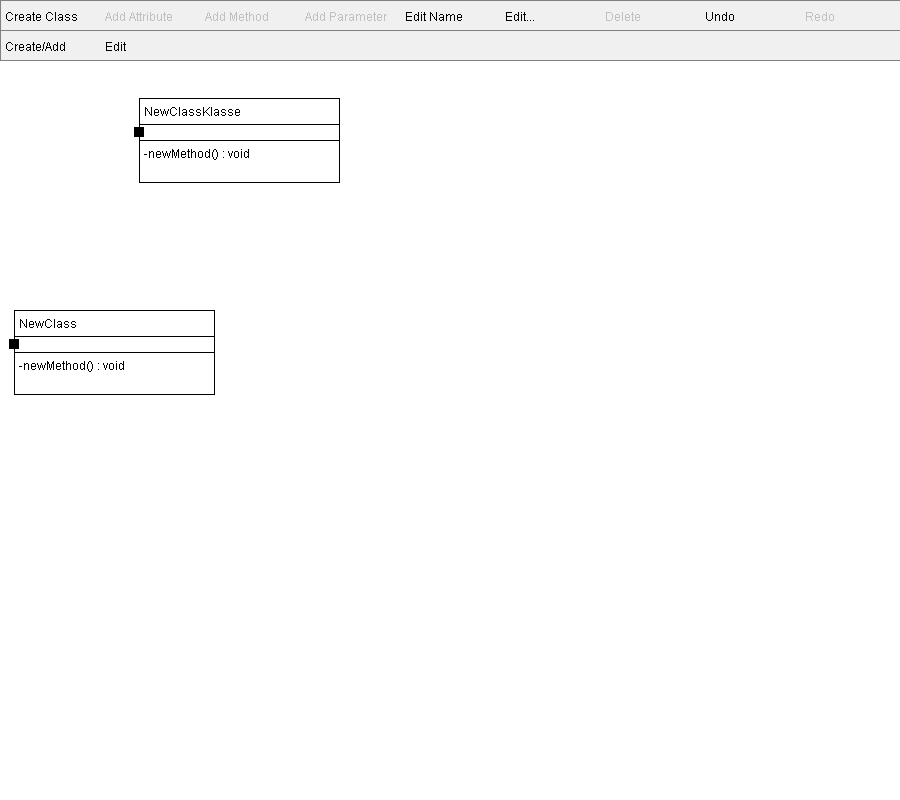 Create Class Add Attribute Add Method Add Parameter Edit Name Edit... Delete Undo Redo
Create/Add Edit
NewClassKlasse
-newMethod() : void
NewClass
-newMethod() : void